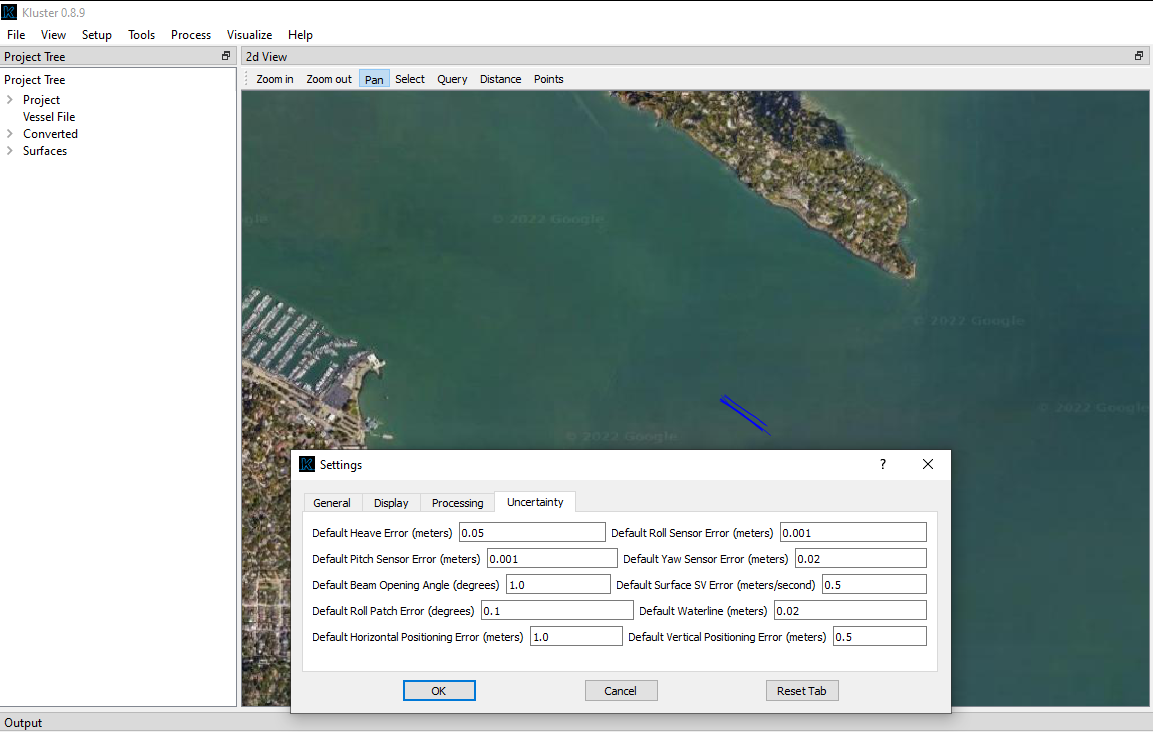 Kluster 0.8.9
File View Setup Tools Process Visualize Help
Project Tree
2d View
Project Tree
Zoom in Zoom out Pan Select Query Distance Points
Project
Vessel File
Converted
Surfaces
© 2022 Google
© 2022 Google
© 2022 Google
© 2022 Google
Settings ?
General Display Processing Uncertainty
Default Heave Error (meters) 0.05 Default Roll Sensor Error (meters) 0.001
Default Pitch Sensor Error (meters) 0.001 Default Yaw Sensor Error (meters) 0.02
Default Beam Opening Angle (degrees) 1.0 Default Surface SV Error (meters/second) 0.5
Default Roll Patch Error (degrees) 0.1 Default Waterline (meters) 0.02
Default Horizontal Positioning Error (meters) 1.0 Default Vertical Positioning Error (meters) 0.5
OK Cancel Reset Tab
Output